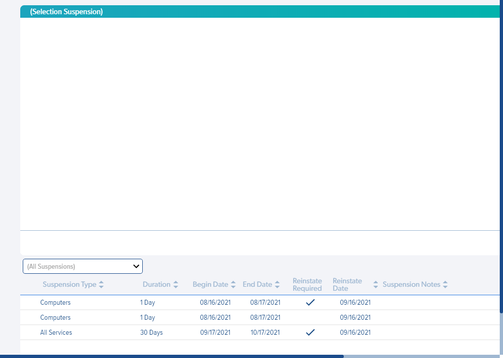 (Selection Suspension)
(All Suspensions)
Suspension Type Duration Begin Date End Date Reinstate Required Reinstate Date Suspension Notes
Computers 1 Day 08/16/2021 08/17/2021 09/16/2021
Computers 1 Day 08/16/2021 08/17/2021 09/16/2021
All Services 30 Days 09/17/2021 10/17/2021 09/16/2021